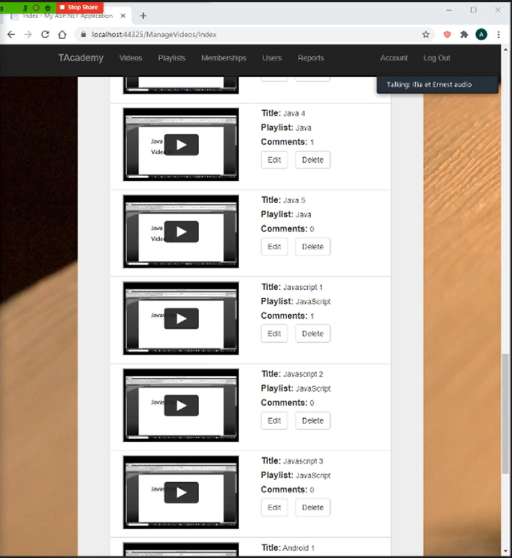 Stop Share
Index - My ASP.NET Application
localhost:44325/ManageVideos/Index
A
TAcademy Videos Playlists Memberships Users Reports Account Log Out
Talking: iflia et Ernest audio
Java
Video
Title: Java 4
Playlist: Java
Comments: 1
Edit Delete
Java
Video
Title: Java 5
Playlist: Java
Comments: 0
Edit Delete
Javas
Title: Javascript 1
Playlist: JavaScript
Comments: 1
Edit Delete
Javas
Title: Javascript 2
Playlist: JavaScript
Comments: 0
Edit Delete
Javas
Title: Javascript 3
Playlist: JavaScript
Comments: 0
Edit Delete
Title: Android 1